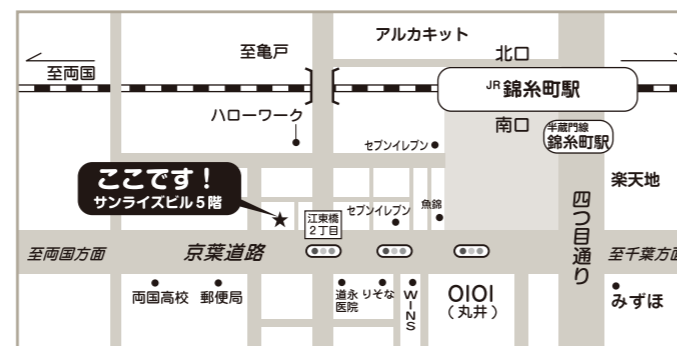 アルカキット
至亀戸
北口
至両国
JR錦糸町駅
ハローワーク
南口
半蔵門線
錦糸町駅
セブンイレブン
ここです！
サンライズビル5階
楽天地
江東橋
2丁目
セブンイレブン
魚錦
四つ目通り
至両国方面
京葉道路
至千葉方面
両国高校
郵便局
道永
医院
りそな
WINS
OIOI
（丸井）
みずほ